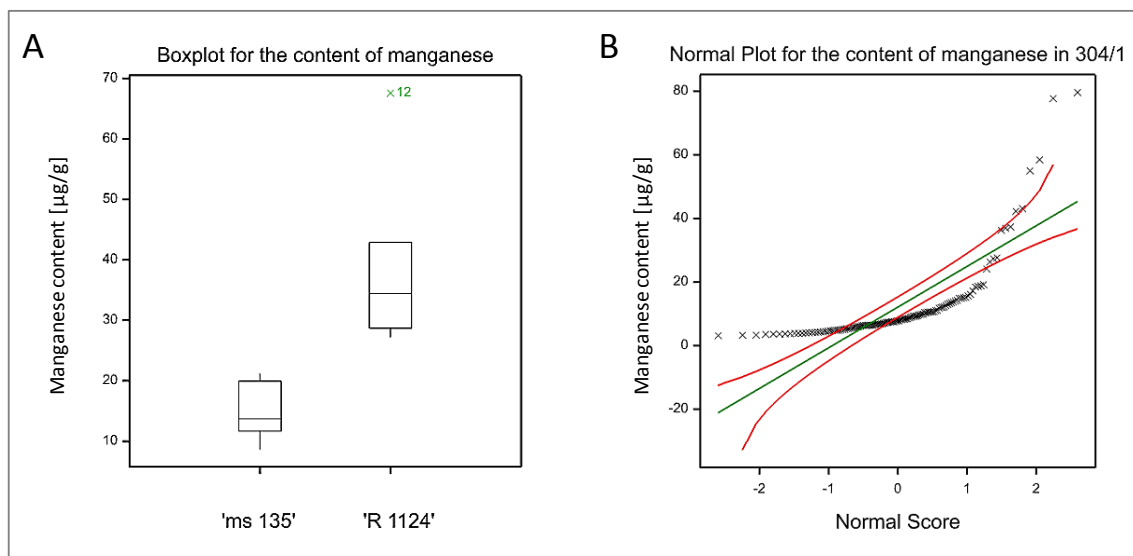 A
Boxplot for the content of manganese
Manganese content [µg/g]
70
60
50
40
30
20
10
×12
'ms 135'
'R 1124'
B
Normal Plot for the content of manganese in 304/1
Manganese content [µg/g]
80
60
40
20
0
-20
-2
-1
0
1
2
Normal Score